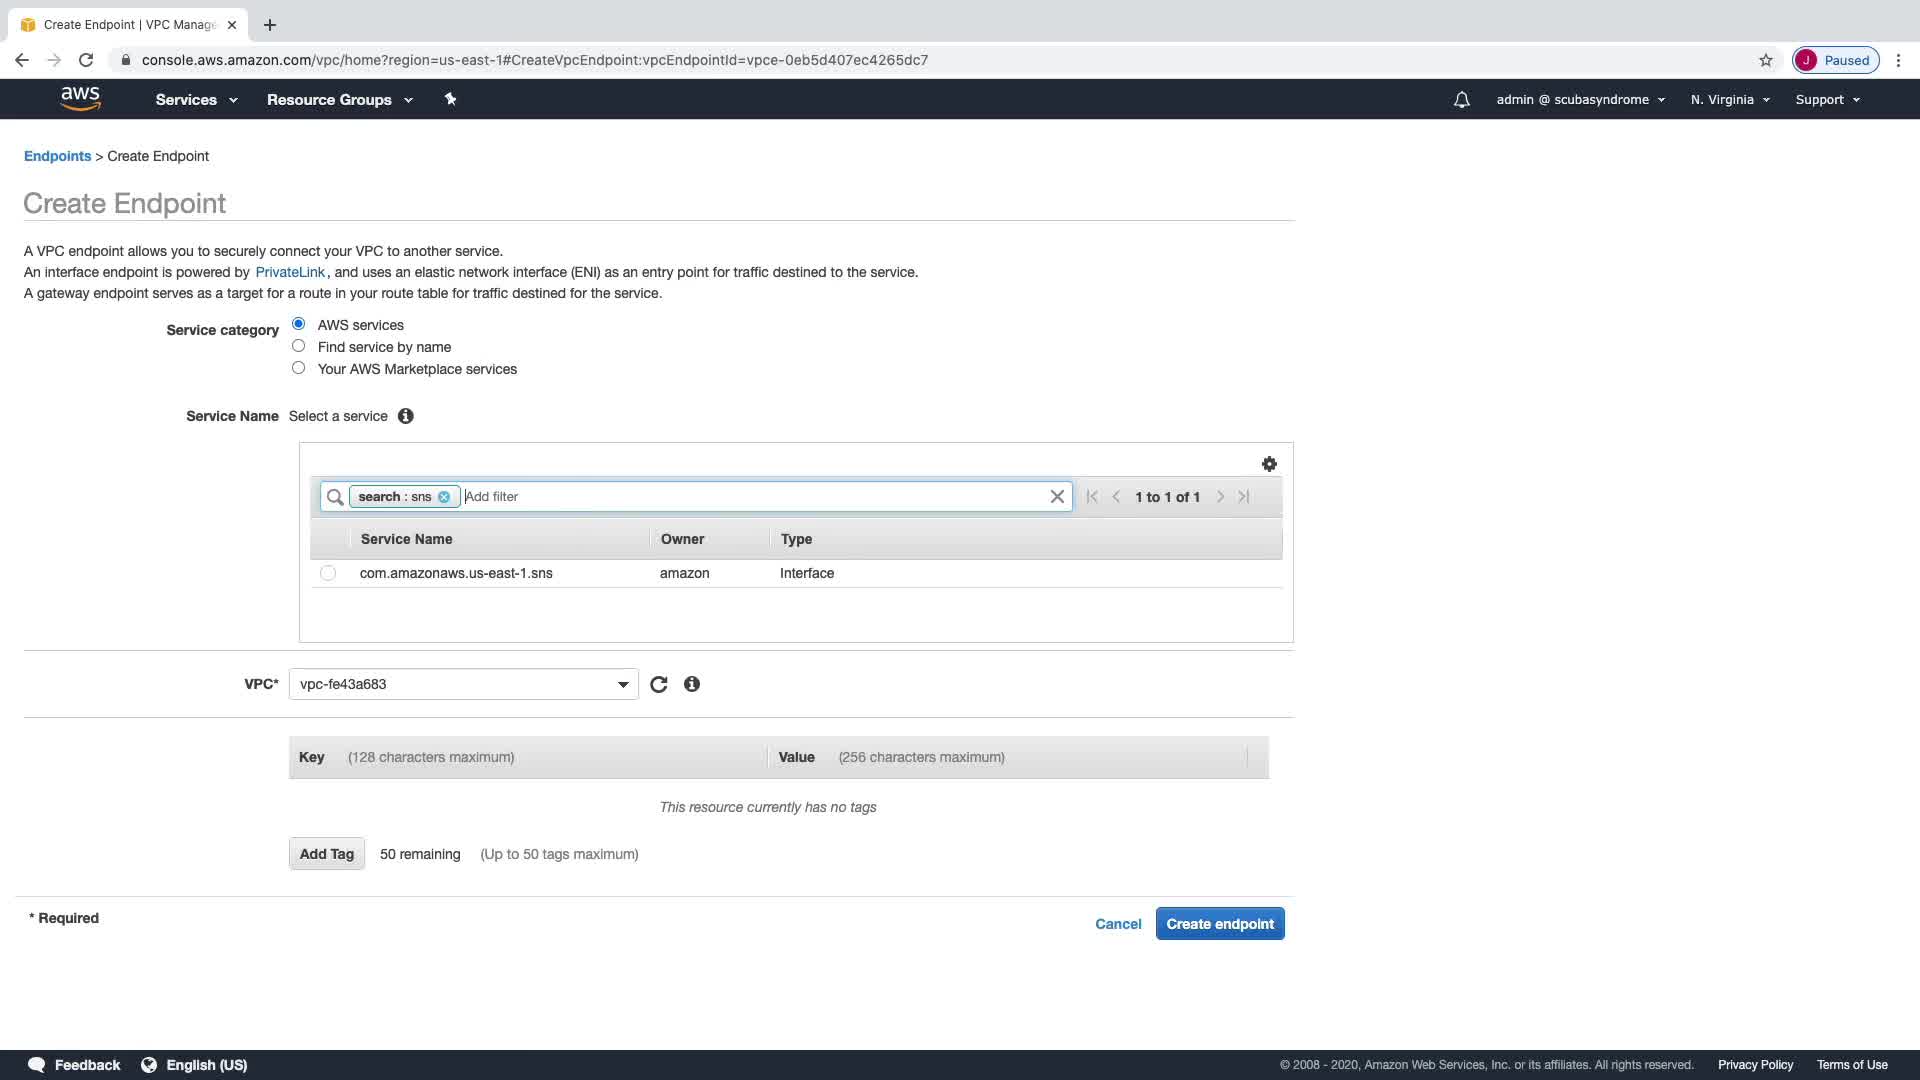 Create Endpoint | VPC Manage
console.aws.amazon.com/vpc/home?region=us-east-1#CreateVpcEndpoint:vpcEndpointId=vpce-0eb5d407ec4265dc7
J Paused
aws Services Resource Groups admin @ scubasyndrome N. Virginia Support
Endpoints > Create Endpoint
Create Endpoint
A VPC endpoint allows you to securely connect your VPC to another service.
An interface endpoint is powered by PrivateLink, and uses an elastic network interface (ENI) as an entry point for traffic destined to the service.
A gateway endpoint serves as a target for a route in your route table for traffic destined for the service.
Service category AWS services
Find service by name
Your AWS Marketplace services
Service Name Select a service
search : sns Add filter 1 to 1 of 1
Service Name Owner Type
com.amazonaws.us-east-1.sns amazon Interface
VPC* vpc-fe43a683
Key (128 characters maximum) Value (256 characters maximum)
This resource currently has no tags
Add Tag 50 remaining (Up to 50 tags maximum)
* Required Cancel Create endpoint
Feedback English (US) © 2008 - 2020, Amazon Web Services, Inc. or its affiliates. All rights reserved. Privacy Policy Terms of Use